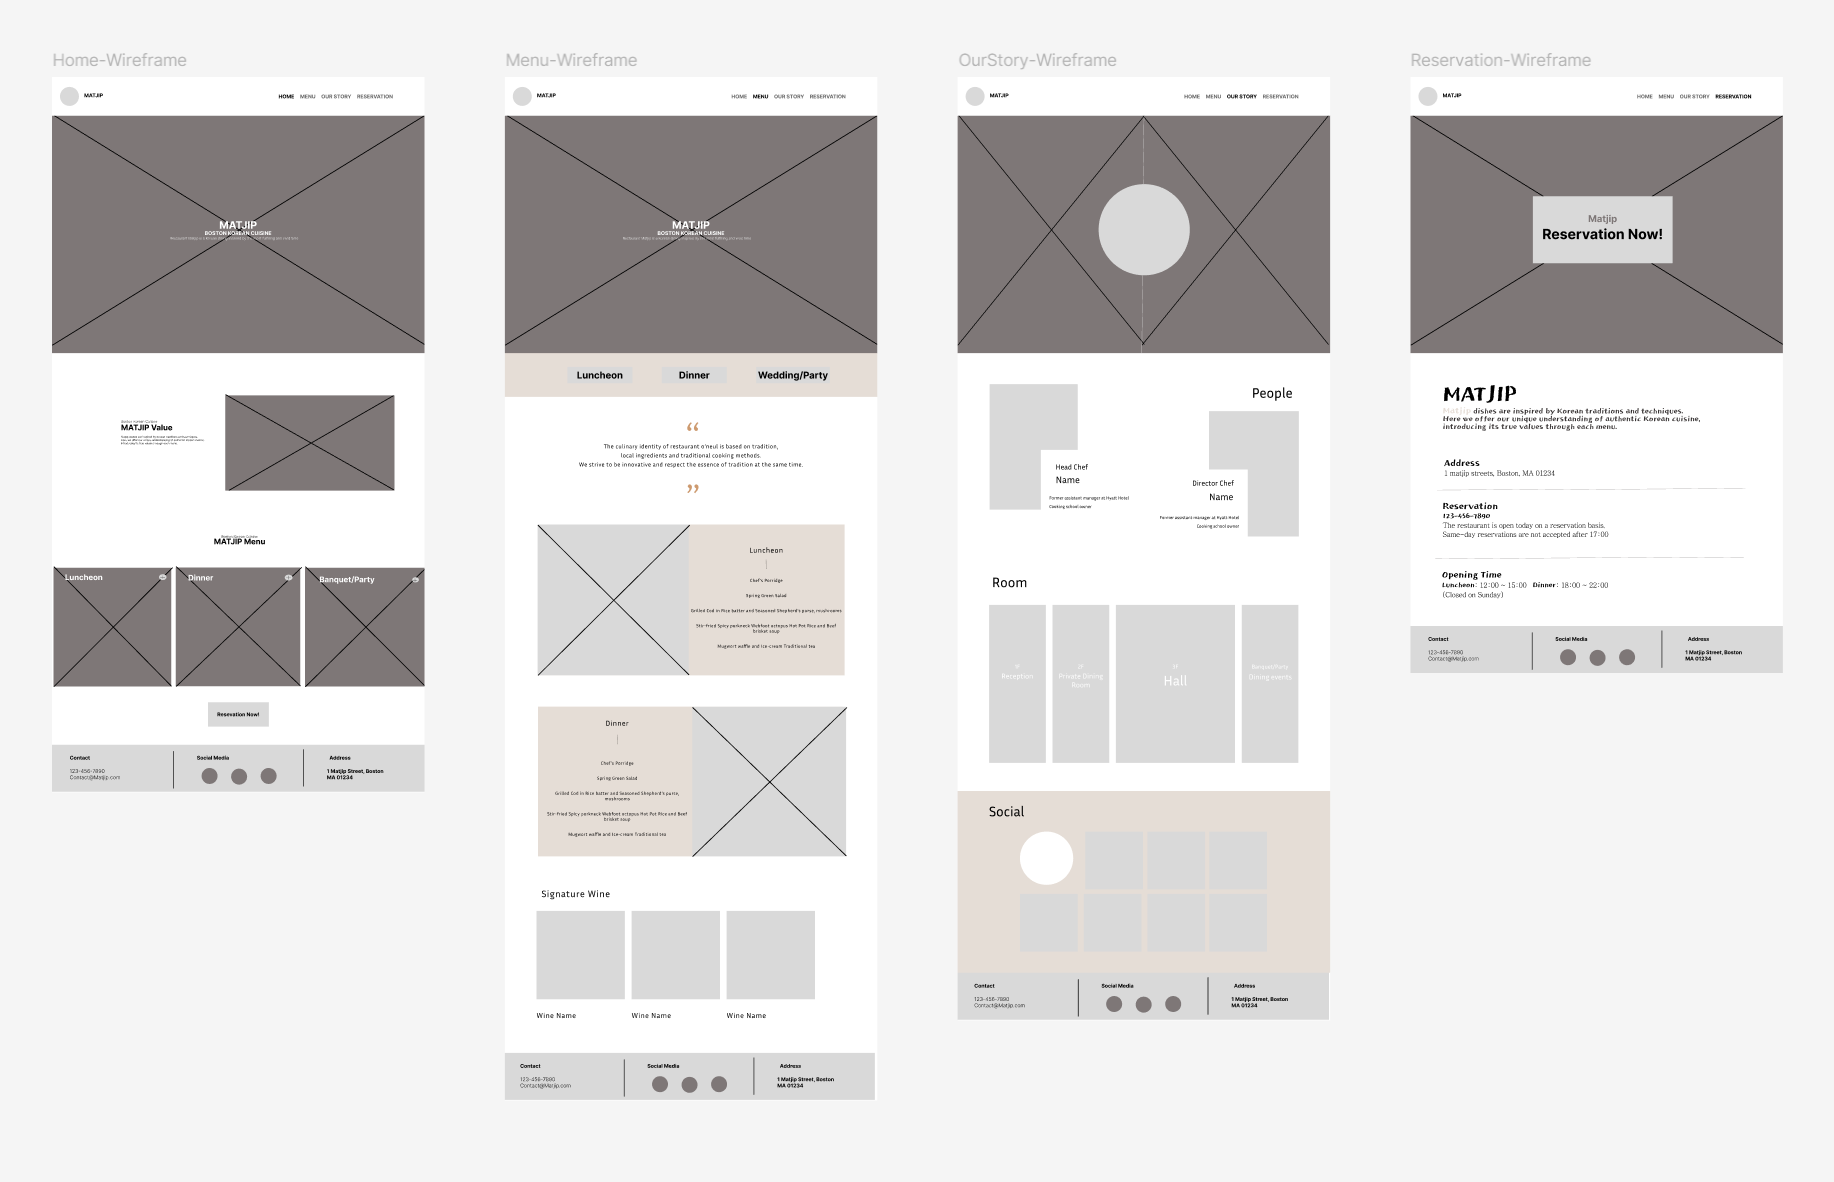 Home-Wireframe
MATJIP
HOME MENU OUR STORY RESERVATION
MATJIP
BOSTON KOREAN CUISINE
Boston Korean Cuisine
MATJIP Value
Boston Korean Cuisine
MATJIP Menu
Luncheon
Dinner
Banquet/Party
Resevation Now!
Contact
123-456-7890
Contact@Matjip.com
Social Media
Address
1 Matjip Street, Boston
MA 01234
Menu-Wireframe
MATJIP
HOME MENU OUR STORY RESERVATION
MATJIP
BOSTON KOREAN CUISINE
Luncheon
Dinner
Wedding/Party
“
The culinary identity of restaurant o'neul is based on tradition,
local ingredients and traditional cooking methods.
We strive to be innovative and respect the essence of tradition at the same time.
”
Luncheon
Chef's Porridge
Spring Green Salad
Grilled Cod in Rice batter and Seasoned Shepherd's purse, mushrooms
Stir-fried Spicy perkneck Webfoot octopus Hot Pot Rice and Beef
brisket soup
Mugwort waffle and Ice-cream Traditional tea
Dinner
Chef's Porridge
Spring Green Salad
Grilled Cod in Rice batter and Seasoned Shepherd's purse,
mushrooms
Stir-fried Spicy perkneck Webfoot octopus Hot Pot Rice and Beef
brisket soup
Mugwort waffle and Ice-cream Traditional tea
Signature Wine
Wine Name
Wine Name
Wine Name
Contact
123-456-7890
Contact@Matjip.com
Social Media
Address
1 Matjip Street, Boston
MA 01234
OurStory-Wireframe
MATJIP
HOME MENU OUR STORY RESERVATION
People
Head Chef
Name
Former assistant manager at Hyatt Hotel
Cooking school owner
Director Chef
Name
Former assistant manager at Hyatt Hotel
Cooking school owner
Room
Reception
Private Dining
Room
Hall
Banquet/Party
Dining events
Social
Contact
123-456-7890
Contact@Matjip.com
Social Media
Address
1 Matjip Street, Boston
MA 01234
Reservation-Wireframe
MATJIP
HOME MENU OUR STORY RESERVATION
Matjip
Reservation Now!
MATJIP
Matjip dishes are inspired by Korean traditions and techniques.
Here we offer our unique understanding of authentic Korean cuisine,
introducing its true values through each menu.
Address
1 matjip streets, Boston, MA 01234
Reservation
123-456-7890
The restaurant is open today on a reservation basis.
Same-day reservations are not accepted after 17:00
Opening Time
Luncheon: 12:00 ~ 15:00 Dinner: 18:00 ~ 22:00
(Closed on Sunday)
Contact
123-456-7890
Contact@Matjip.com
Social Media
Address
1 Matjip Street, Boston
MA 01234